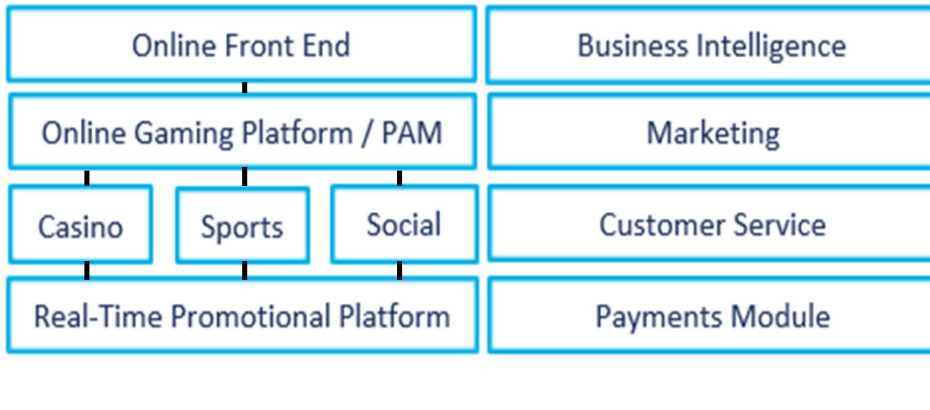 Online Front End
Business Intelligence
Online Gaming Platform / PAM
Marketing
Casino
Sports
Social
Customer Service
Real-Time Promotional Platform
Payments Module